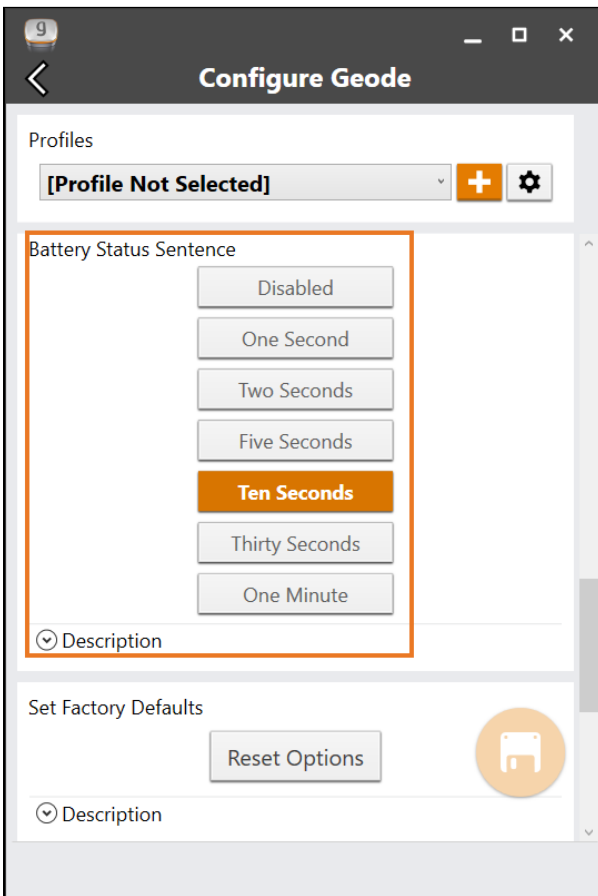 g
Configure Geode
Profiles
[Profile Not Selected]
Battery Status Sentence
Disabled
One Second
Two Seconds
Five Seconds
Ten Seconds
Thirty Seconds
One Minute
Description
Set Factory Defaults
Reset Options
Description